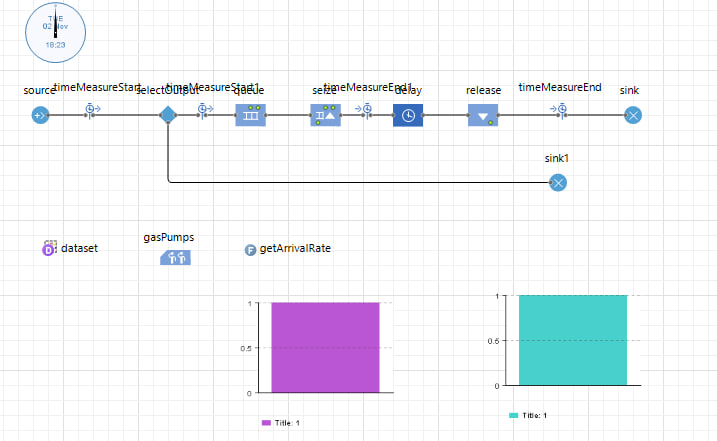 TUE
02 Nov
18:23
source
timeMeasureStart
selectOutput
timeMeasureStart1
queue
seize
timeMeasureEnd1
delay
release
timeMeasureEnd
sink
sink1
D dataset
gasPumps
F getArrivalRate
1
0.5
0
Title: 1
1
0.5
0
Title: 1